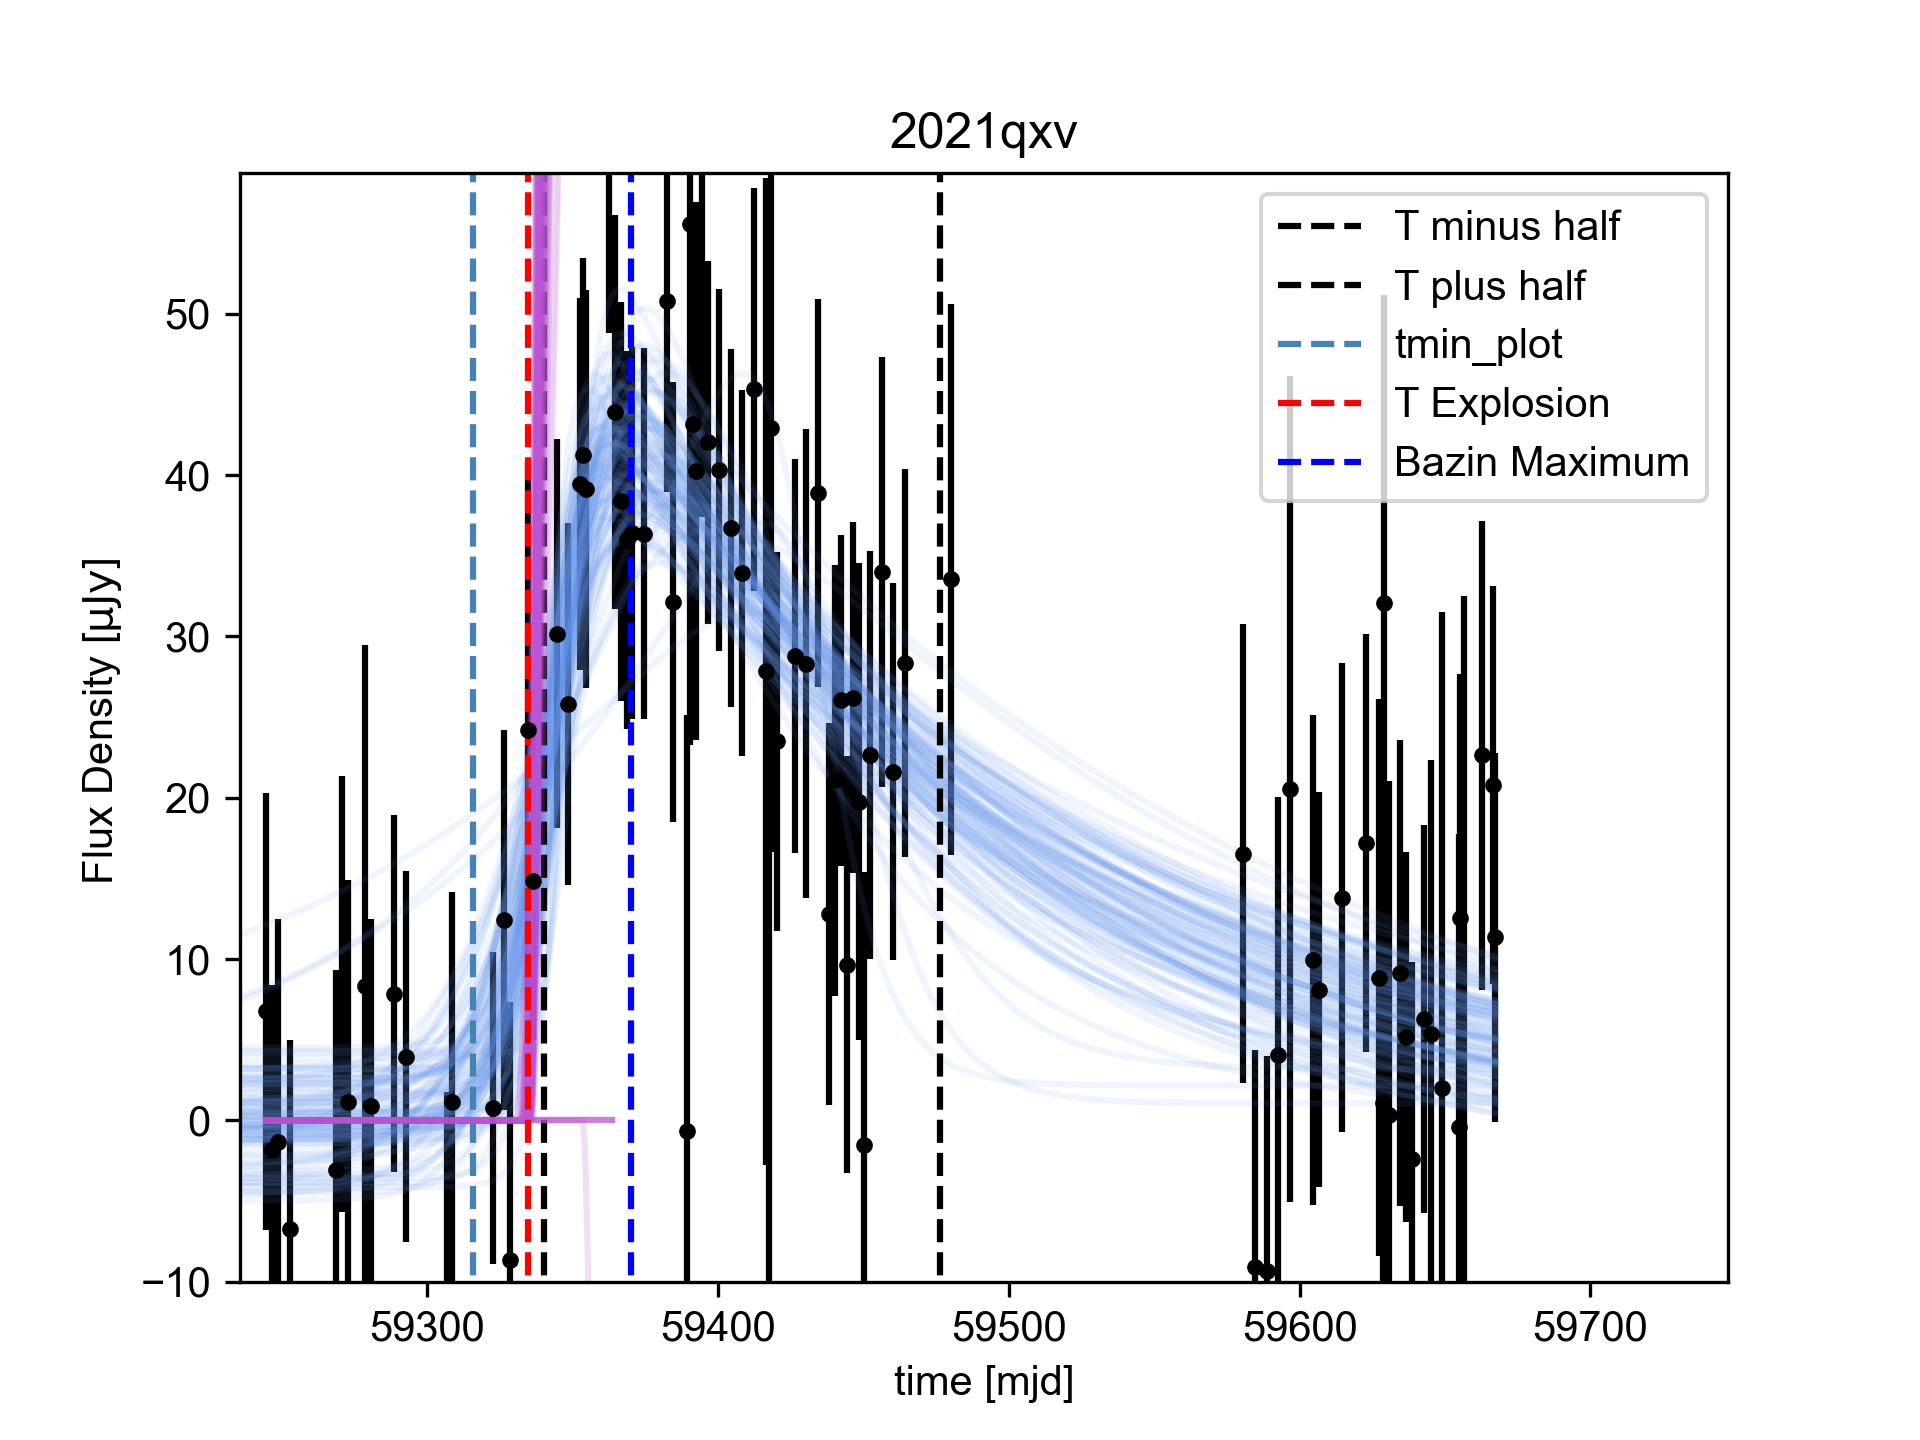 2021qxv
T minus half
T plus half
tmin_plot
T Explosion
Bazin Maximum
Flux Density [µJy]
50
40
30
20
10
0
−10
59300 59400 59500 59600 59700
time [mjd]